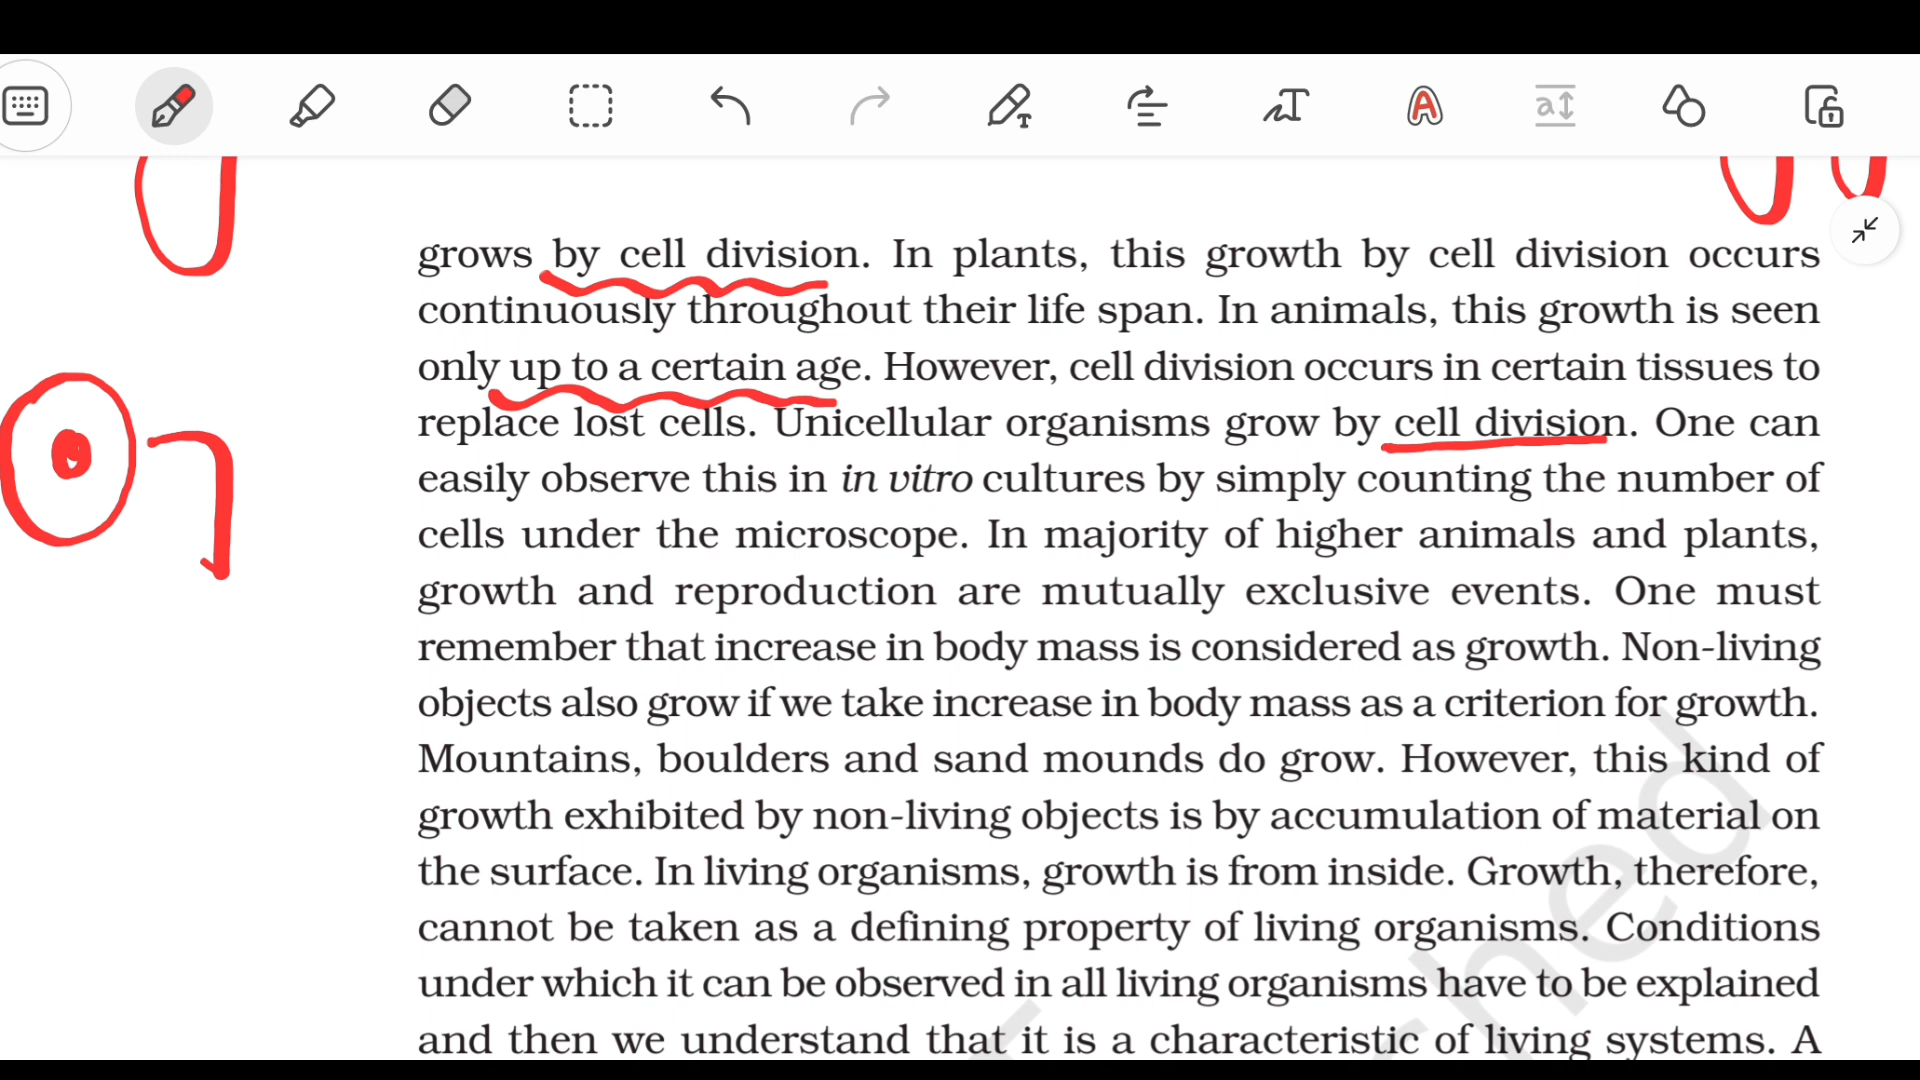 grows by cell division. In plants, this growth by cell division occurs
continuously throughout their life span. In animals, this growth is seen
only up to a certain age. However, cell division occurs in certain tissues to
replace lost cells. Unicellular organisms grow by cell division. One can
easily observe this in in vitro cultures by simply counting the number of
cells under the microscope. In majority of higher animals and plants,
growth and reproduction are mutually exclusive events. One must
remember that increase in body mass is considered as growth. Non-living
objects also grow if we take increase in body mass as a criterion for growth.
Mountains, boulders and sand mounds do grow. However, this kind of
growth exhibited by non-living objects is by accumulation of material on
the surface. In living organisms, growth is from inside. Growth, therefore,
cannot be taken as a defining property of living organisms. Conditions
under which it can be observed in all living organisms have to be explained
and then we understand that it is a characteristic of living systems. A